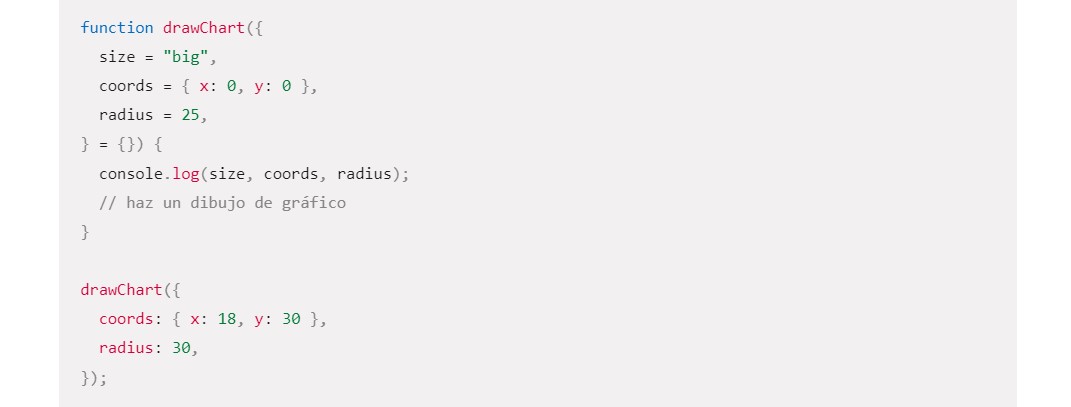 function drawChart({
  size = "big",
  coords = { x: 0, y: 0 },
  radius = 25,
} = {}) {
  console.log(size, coords, radius);
  // haz un dibujo de gráfico
}

drawChart({
  coords: { x: 18, y: 30 },
  radius: 30,
});